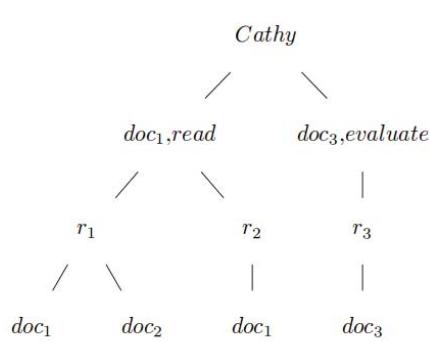 Cathy
doc₁,read doc₃,evaluate
r₁ r₂ r₃
doc₁ doc₂ doc₁ doc₃